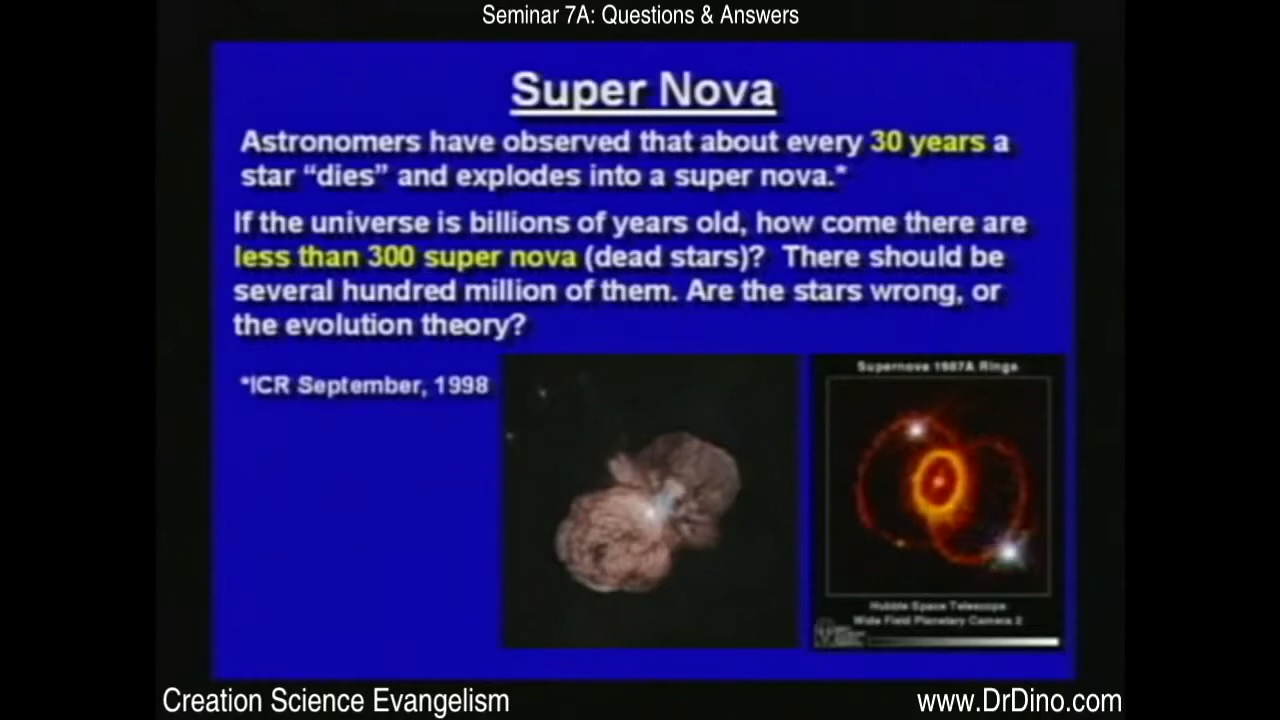 Seminar 7A: Questions & Answers
Super Nova
Astronomers have observed that about every 30 years a
star “dies” and explodes into a super nova.*
If the universe is billions of years old, how come there are
less than 300 super nova (dead stars)? There should be
several hundred million of them. Are the stars wrong, or
the evolution theory?
*ICR September, 1998
Supernova 1987A Rings
Hubble Space Telescope
Wide Field Planetary Camera 2
Creation Science Evangelism
www.DrDino.com